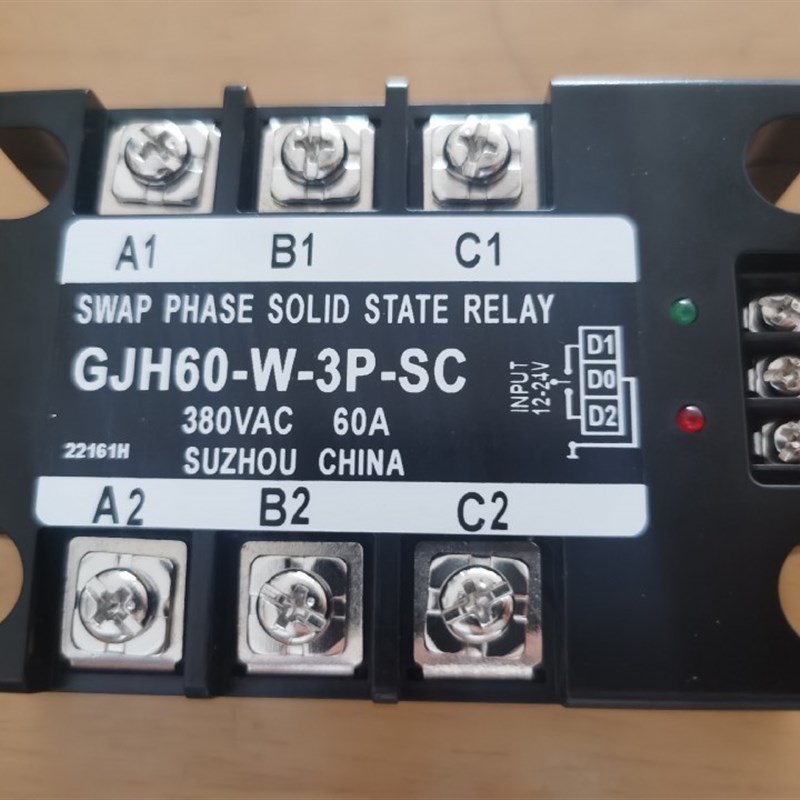 A1 B1 C1
SWAP PHASE SOLID STATE RELAY
GJH60-W-3P-SC
380VAC 60A
22161H SUZHOU CHINA
INPUT
12-24V
D1
D0
D2
A2 B2 C2